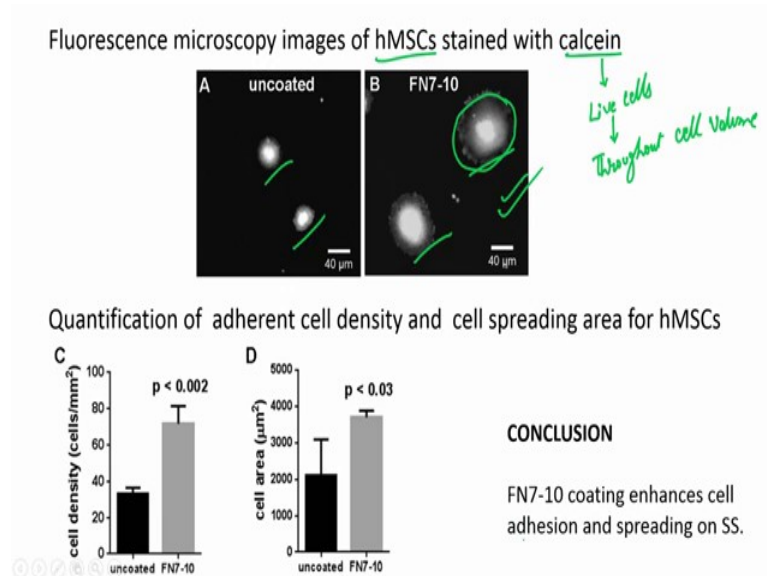 Fluorescence microscopy images of hMSCs stained with calcein
A uncoated
B FN7-10
40 µm
40 µm
Live cells
Throughout cell volume
Quantification of adherent cell density and cell spreading area for hMSCs
C
cell density (cells/mm²)
100
80
60
40
20
0
p < 0.002
uncoated FN7-10
D
cell area (µm²)
5000
4000
3000
2000
1000
0
p < 0.03
uncoated FN7-10
CONCLUSION
FN7-10 coating enhances cell
adhesion and spreading on SS.